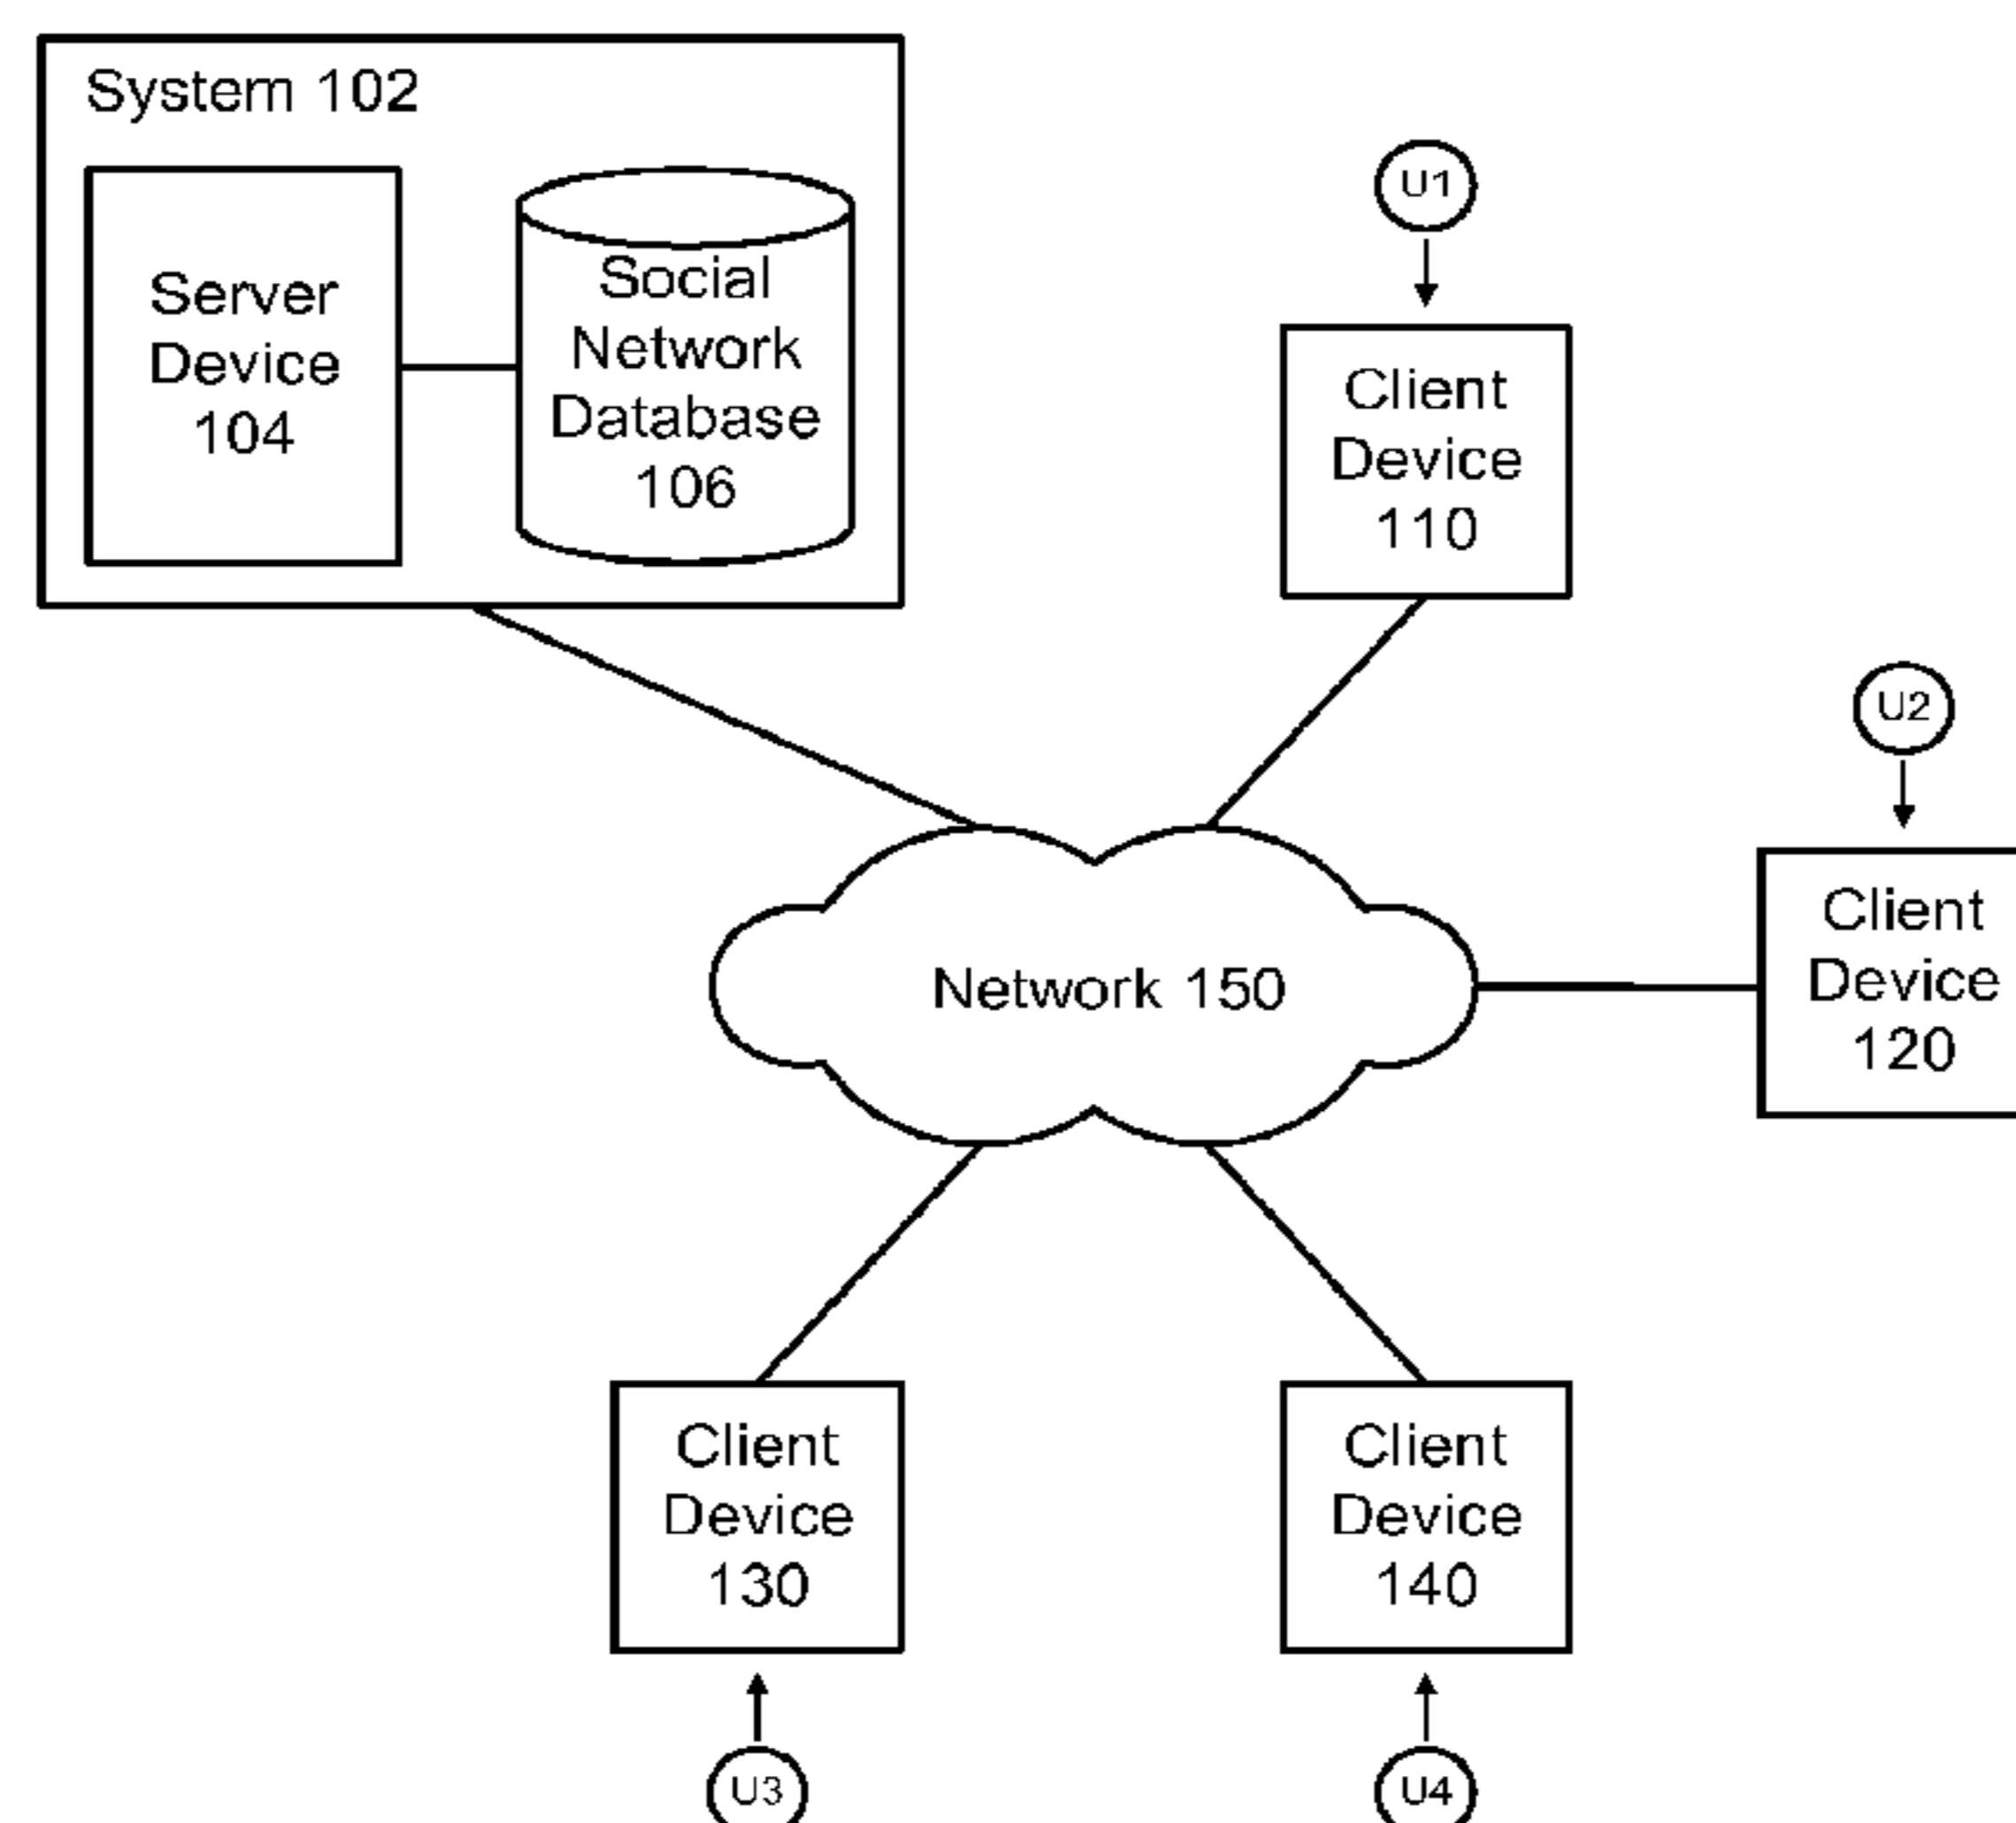 System 102
Server
Device
104
Social
Network
Database
106
U1
Client
Device
110
U2
Client
Device
120
Network 150
Client
Device
130
Client
Device
140
U3
U4